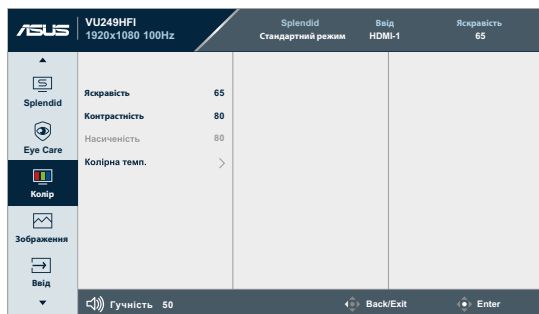 ASUS
VU249HFI
1920x1080 100Hz
Splendid
Стандартний режим
Ввід
HDMI-1
Яскравість
65
Splendid
Eye Care
Колір
Зображення
Ввід
Яскравість 65
Контрастність 80
Насиченість 80
Колірна темп.
Гучність 50
Back/Exit
Enter